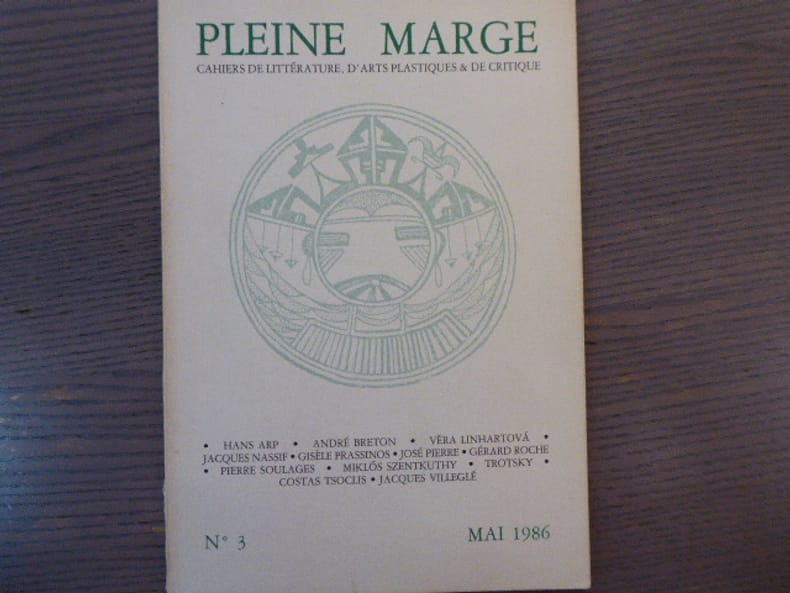 PLEINE MARGE
CAHIERS DE LITTÉRATURE, D'ARTS PLASTIQUES & DE CRITIQUE
• HANS ARP • ANDRÉ BRETON • VĚRA LINHARTOVÁ •
JACQUES NASSIF • GISÈLE PRASSINOS • JOSÉ PIERRE • GÉRARD ROCHE
• PIERRE SOULAGES • MIKLÓS SZENTKUTHY • TROTSKY •
COSTAS TSOCLIS • JACQUES VILLEGLÉ
N° 3
MAI 1986